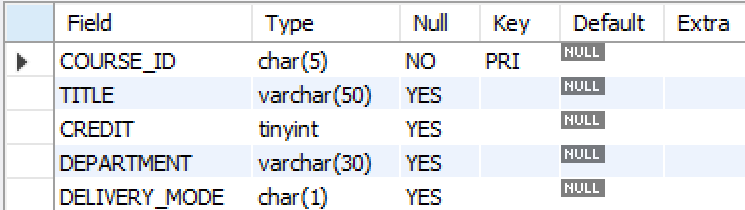 Field Type Null Key Default Extra
COURSE_ID char(5) NO PRI NULL
TITLE varchar(50) YES NULL
CREDIT tinyint YES NULL
DEPARTMENT varchar(30) YES NULL
DELIVERY_MODE char(1) YES NULL